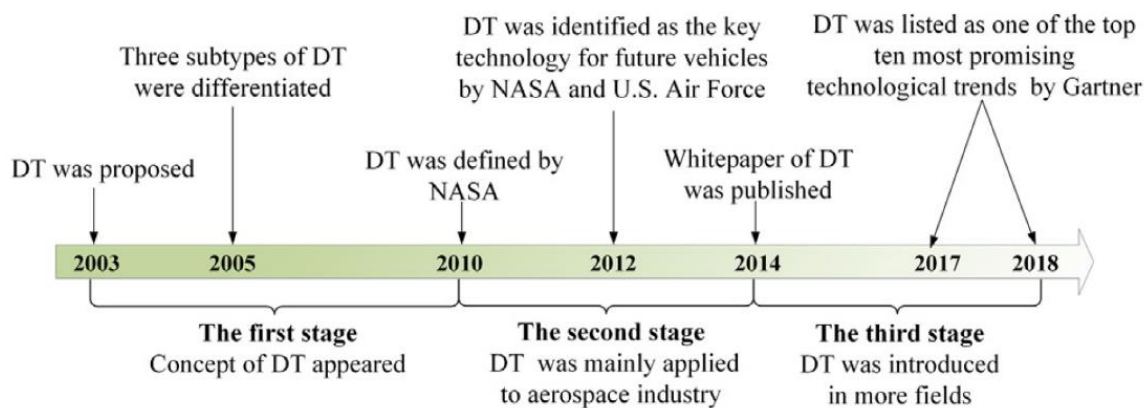 DT was proposed
Three subtypes of DT
were differentiated
DT was defined by
NASA
DT was identified as the key
technology for future vehicles
by NASA and U.S. Air Force
Whitepaper of DT
was published
DT was listed as one of the top
ten most promising
technological trends by Gartner
2003
2005
2010
2012
2014
2017
2018
The first stage
Concept of DT appeared
The second stage
DT was mainly applied
to aerospace industry
The third stage
DT was introduced
in more fields